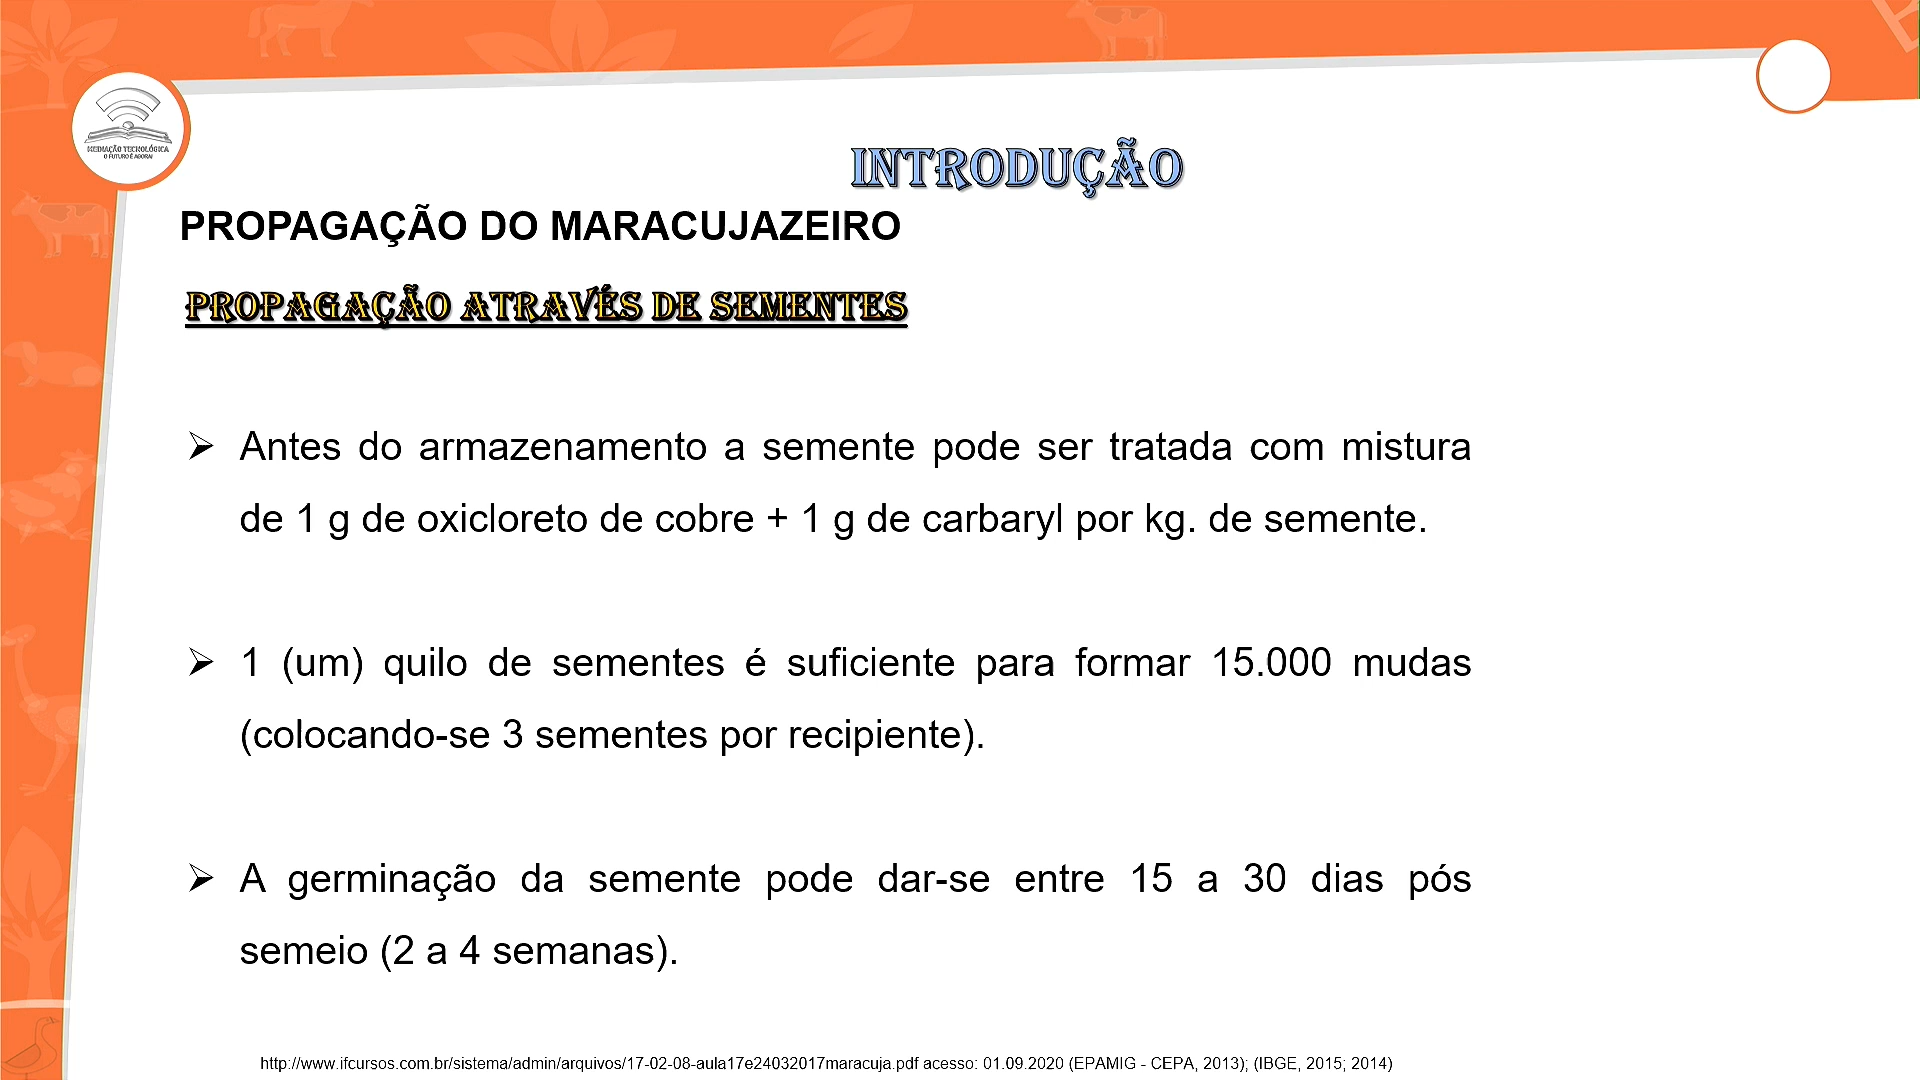 MEDIAÇÃO TECNOLÓGICA
O FUTURO É AGORA!
INTRODUÇÃO
PROPAGAÇÃO DO MARACUJAZEIRO
PROPAGAÇÃO ATRAVÉS DE SEMENTES
➢ Antes do armazenamento a semente pode ser tratada com mistura
de 1 g de oxicloreto de cobre + 1 g de carbaryl por kg. de semente.
➢ 1 (um) quilo de sementes é suficiente para formar 15.000 mudas
(colocando-se 3 sementes por recipiente).
➢ A germinação da semente pode dar-se entre 15 a 30 dias pós
semeio (2 a 4 semanas).
http://www.ifcursos.com.br/sistema/admin/arquivos/17-02-08-aula17e24032017maracuja.pdf acesso: 01.09.2020 (EPAMIG - CEPA, 2013); (IBGE, 2015; 2014)